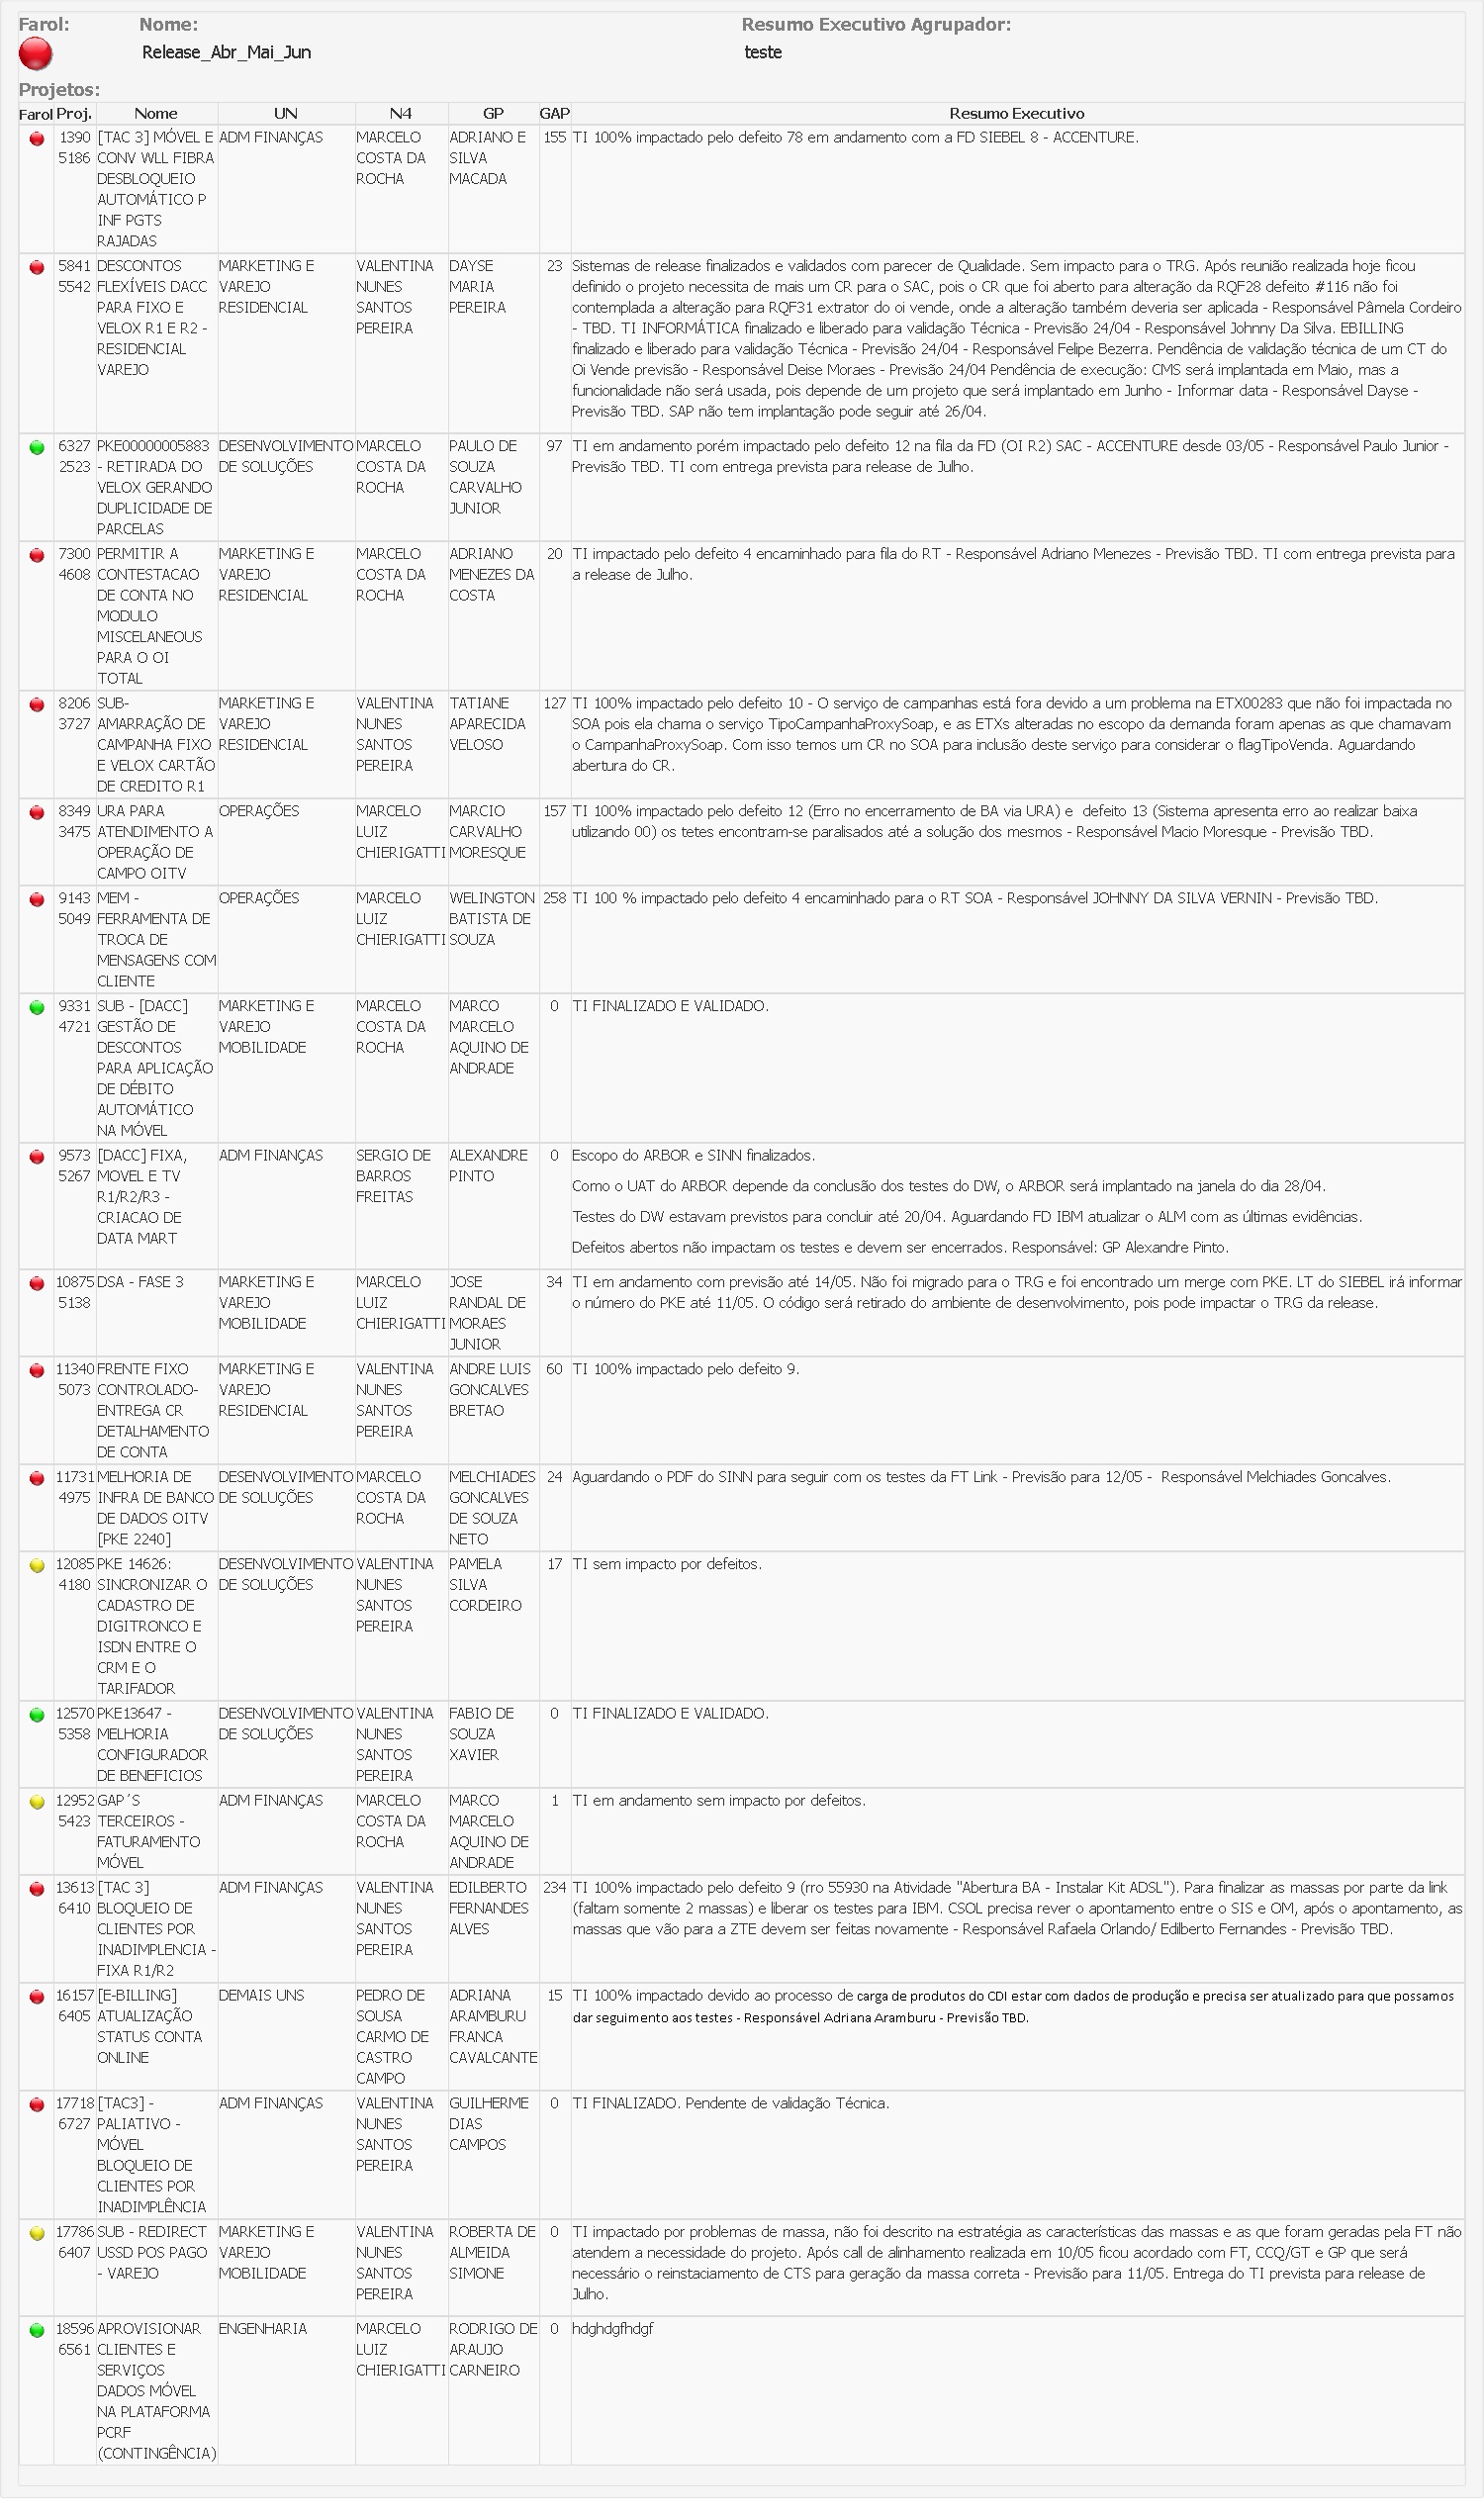 Farol: Nome: Resumo Executivo Agrupador:
Release_Abr_Mai_Jun teste
Projetos:
Farol Proj. Nome UN N4 GP GAP Resumo Executivo
1390 [TAC 3] MÓVEL E ADM FINANÇAS MARCELO ADRIANO E 155 TI 100% impactado pelo defeito 78 em andamento com a FD SIEBEL 8 - ACCENTURE.
5186 CONV WLL FIBRA COSTA DA SILVA
DESBLOQUEIO ROCHA MACADA
AUTOMÁTICO P
INF PGTS
RAJADAS
5841 DESCONTOS MARKETING E VALENTINA DAYSE 23 Sistemas de release finalizados e validados com parecer de Qualidade. Sem impacto para o TRG. Após reunião realizada hoje ficou
5542 FLEXÍVEIS DACC VAREJO NUNES MARIA definido o projeto necessita de mais um CR para o SAC, pois o CR que foi aberto para alteração da RQF28 defeito #116 não foi
PARA FIXO E RESIDENCIAL SANTOS PEREIRA contemplada a alteração para RQF31 extrator do oi vende, onde a alteração também deveria ser aplicada - Responsável Pâmela Cordeiro
VELOX R1 E R2 - PEREIRA - TBD. TI INFORMÁTICA finalizado e liberado para validação Técnica - Previsão 24/04 - Responsável Johnny Da Silva. EBILLING
RESIDENCIAL finalizado e liberado para validação Técnica - Previsão 24/04 - Responsável Felipe Bezerra. Pendência de validação técnica de um CT do
VAREJO Oi Vende previsão - Responsável Deise Moraes - Previsão 24/04 Pendência de execução: CMS será implantada em Maio, mas a
funcionalidade não será usada, pois depende de um projeto que será implantado em Junho - Informar data - Responsável Dayse -
Previsão TBD. SAP não tem implantação pode seguir até 26/04.
6327 PKE00000005883 DESENVOLVIMENTO MARCELO PAULO DE 97 TI em andamento porém impactado pelo defeito 12 na fila da FD (OI R2) SAC - ACCENTURE desde 03/05 - Responsável Paulo Junior -
2523 - RETIRADA DO DE SOLUÇÕES COSTA DA SOUZA Previsão TBD. TI com entrega prevista para release de Julho.
VELOX GERANDO ROCHA CARVALHO
DUPLICIDADE DE JUNIOR
PARCELAS
7300 PERMITIR A MARKETING E MARCELO ADRIANO 20 TI impactado pelo defeito 4 encaminhado para fila do RT - Responsável Adriano Menezes - Previsão TBD. TI com entrega prevista para
4608 CONTESTACAO VAREJO COSTA DA MENEZES DA a release de Julho.
DE CONTA NO RESIDENCIAL ROCHA COSTA
MODULO
MISCELANEOUS
PARA O OI
TOTAL
8206 SUB- MARKETING E VALENTINA TATIANE 127 TI 100% impactado pelo defeito 10 - O serviço de campanhas está fora devido a um problema na ETX00283 que não foi impactada no
3727 AMARRAÇÃO DE VAREJO NUNES APARECIDA SOA pois ela chama o serviço TipoCampanhaProxySoap, e as ETXs alteradas no escopo da demanda foram apenas as que chamavam
CAMPANHA FIXO RESIDENCIAL SANTOS VELOSO o CampanhaProxySoap. Com isso temos um CR no SOA para inclusão deste serviço para considerar o flagTipoVenda. Aguardando
E VELOX CARTÃO PEREIRA abertura do CR.
DE CREDITO R1
8349 URA PARA OPERAÇÕES MARCELO MARCIO 157 TI 100% impactado pelo defeito 12 (Erro no encerramento de BA via URA) e  defeito 13 (Sistema apresenta erro ao realizar baixa
3475 ATENDIMENTO A LUIZ CARVALHO utilizando 00) os tetes encontram-se paralisados até a solução dos mesmos - Responsável Macio Moresque - Previsão TBD.
OPERAÇÃO DE CHIERIGATTI MORESQUE
CAMPO OITV
9143 MEM - OPERAÇÕES MARCELO WELINGTON 258 TI 100 % impactado pelo defeito 4 encaminhado para o RT SOA - Responsável JOHNNY DA SILVA VERNIN - Previsão TBD.
5049 FERRAMENTA DE LUIZ BATISTA DE
TROCA DE CHIERIGATTI SOUZA
MENSAGENS COM
CLIENTE
9331 SUB - [DACC] MARKETING E MARCELO MARCO 0 TI FINALIZADO E VALIDADO.
4721 GESTÃO DE VAREJO COSTA DA MARCELO
DESCONTOS MOBILIDADE ROCHA AQUINO DE
PARA APLICAÇÃO ANDRADE
DE DÉBITO
AUTOMÁTICO
NA MÓVEL
9573 [DACC] FIXA, ADM FINANÇAS SERGIO DE ALEXANDRE 0 Escopo do ARBOR e SINN finalizados.
5267 MOVEL E TV BARROS PINTO Como o UAT do ARBOR depende da conclusão dos testes do DW, o ARBOR será implantado na janela do dia 28/04.
R1/R2/R3 - FREITAS
CRIACAO DE Testes do DW estavam previstos para concluir até 20/04. Aguardando FD IBM atualizar o ALM com as últimas evidências.
DATA MART Defeitos abertos não impactam os testes e devem ser encerrados. Responsável: GP Alexandre Pinto.
10875 DSA - FASE 3 MARKETING E MARCELO JOSE 34 TI em andamento com previsão até 14/05. Não foi migrado para o TRG e foi encontrado um merge com PKE. LT do SIEBEL irá informar
5138 VAREJO LUIZ RANDAL DE o número do PKE até 11/05. O código será retirado do ambiente de desenvolvimento, pois pode impactar o TRG da release.
MOBILIDADE CHIERIGATTI MORAES
JUNIOR
11340 FRENTE FIXO MARKETING E VALENTINA ANDRE LUIS 60 TI 100% impactado pelo defeito 9.
5073 CONTROLADO- VAREJO NUNES GONCALVES
ENTREGA CR RESIDENCIAL SANTOS BRETAO
DETALHAMENTO PEREIRA
DE CONTA
11731 MELHORIA DE DESENVOLVIMENTO MARCELO MELCHIADES 24 Aguardando o PDF do SINN para seguir com os testes da FT Link - Previsão para 12/05 -  Responsável Melchiades Goncalves.
4975 INFRA DE BANCO DE SOLUÇÕES COSTA DA GONCALVES
DE DADOS OITV ROCHA DE SOUZA
[PKE 2240] NETO
12085 PKE 14626: DESENVOLVIMENTO VALENTINA PAMELA 17 TI sem impacto por defeitos.
4180 SINCRONIZAR O DE SOLUÇÕES NUNES SILVA
CADASTRO DE SANTOS CORDEIRO
DIGITRONCO E PEREIRA
ISDN ENTRE O
CRM E O
TARIFADOR
12570 PKE13647 - DESENVOLVIMENTO VALENTINA FABIO DE 0 TI FINALIZADO E VALIDADO.
5358 MELHORIA DE SOLUÇÕES NUNES SOUZA
CONFIGURADOR SANTOS XAVIER
DE BENEFICIOS PEREIRA
12952 GAP´S ADM FINANÇAS MARCELO MARCO 1 TI em andamento sem impacto por defeitos.
5423 TERCEIROS - COSTA DA MARCELO
FATURAMENTO ROCHA AQUINO DE
MÓVEL ANDRADE
13613 [TAC 3] ADM FINANÇAS VALENTINA EDILBERTO 234 TI 100% impactado pelo defeito 9 (rro 55930 na Atividade "Abertura BA - Instalar Kit ADSL"). Para finalizar as massas por parte da link
6410 BLOQUEIO DE NUNES FERNANDES (faltam somente 2 massas) e liberar os testes para IBM. CSOL precisa rever o apontamento entre o SIS e OM, após o apontamento, as
CLIENTES POR SANTOS ALVES massas que vão para a ZTE devem ser feitas novamente - Responsável Rafaela Orlando/ Edilberto Fernandes - Previsão TBD.
INADIMPLENCIA - PEREIRA
FIXA R1/R2
16157 [E-BILLING] DEMAIS UNS PEDRO DE ADRIANA 15 TI 100% impactado devido ao processo de carga de produtos do CDI estar com dados de produção e precisa ser atualizado para que possamos
6405 ATUALIZAÇÃO SOUSA ARAMBURU dar seguimento aos testes - Responsável Adriana Aramburu - Previsão TBD.
STATUS CONTA CARMO DE FRANCA
ONLINE CASTRO CAVALCANTE
CAMPO
17718 [TAC3] - ADM FINANÇAS VALENTINA GUILHERME 0 TI FINALIZADO. Pendente de validação Técnica.
6727 PALIATIVO - NUNES DIAS
MÓVEL SANTOS CAMPOS
BLOQUEIO DE PEREIRA
CLIENTES POR
INADIMPLÊNCIA
17786 SUB - REDIRECT MARKETING E VALENTINA ROBERTA DE 0 TI impactado por problemas de massa, não foi descrito na estratégia as características das massas e as que foram geradas pela FT não
6407 USSD POS PAGO VAREJO NUNES ALMEIDA atendem a necessidade do projeto. Após call de alinhamento realizada em 10/05 ficou acordado com FT, CCQ/GT e GP que será
- VAREJO MOBILIDADE SANTOS SIMONE necessário o reinstaciamento de CTS para geração da massa correta - Previsão para 11/05. Entrega do TI prevista para release de
PEREIRA Julho.
18596 APROVISIONAR ENGENHARIA MARCELO RODRIGO DE 0 hdghdgfhdgf
6561 CLIENTES E LUIZ ARAUJO
SERVIÇOS CHIERIGATTI CARNEIRO
DADOS MÓVEL
NA PLATAFORMA
PCRF
(CONTINGÊNCIA)